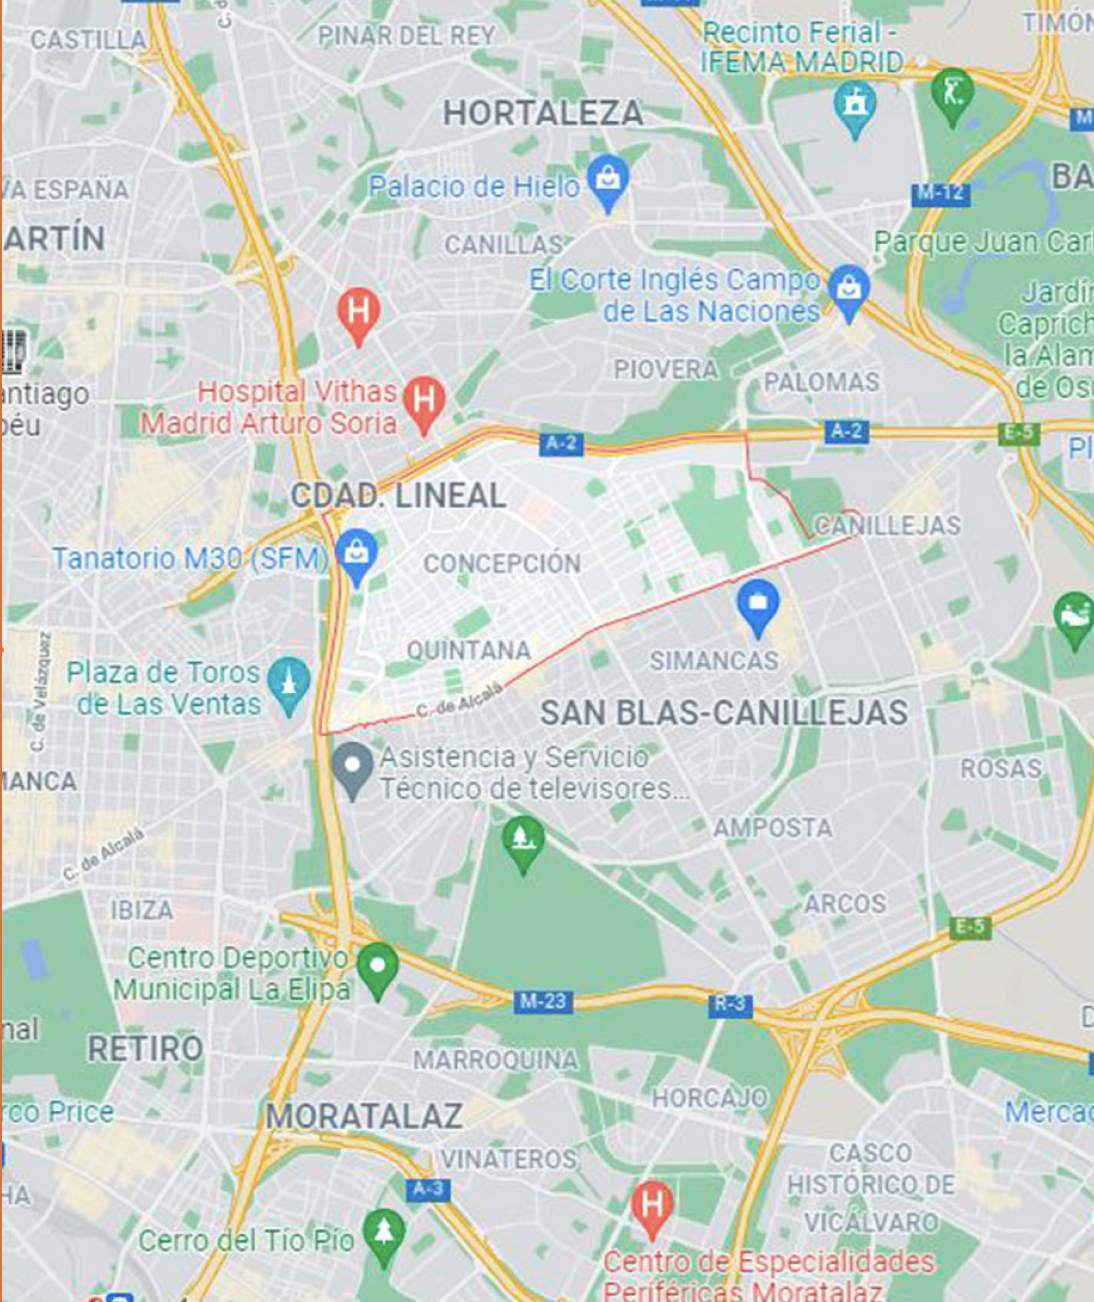 CASTILLA
PINAR DEL REY
Recinto Ferial -
IFEMA MADRID
HORTALEZA
VA ESPAÑA
Palacio de Hielo
M-12
BA
ARTÍN
CANILLAS
Parque Juan Car
El Corte Inglés Campo
de Las Naciones
Jardín
Caprich
la Alam
de Osu
H
antiago
béu
PIOVERA
PALOMAS
Hospital Vithas
Madrid Arturo Soria
H
A-2
A-2
E-5
Pl
CDAD. LINEAL
CANILLEJAS
Tanatorio M30 (SFM)
CONCEPCIÓN
QUINTANA
SIMANCAS
C. de Velázquez
Plaza de Toros
de Las Ventas
C. de Alcalá
SAN BLAS-CANILLEJAS
MANCA
Asistencia y Servicio
Técnico de televisores...
ROSAS
AMPOSTA
C. de Alcalá
IBIZA
ARCOS
E-5
Centro Deportivo
Municipal La Elipa
M-23
R-3
nal
RETIRO
MARROQUINA
HORCAJO
rco Price
MORATALAZ
Mercad
VINATEROS
CASCO
HISTÓRICO DE
VICÁLVARO
A-3
HA
H
Cerro del Tío Pío
Centro de Especialidades
Periféricas Moratalaz